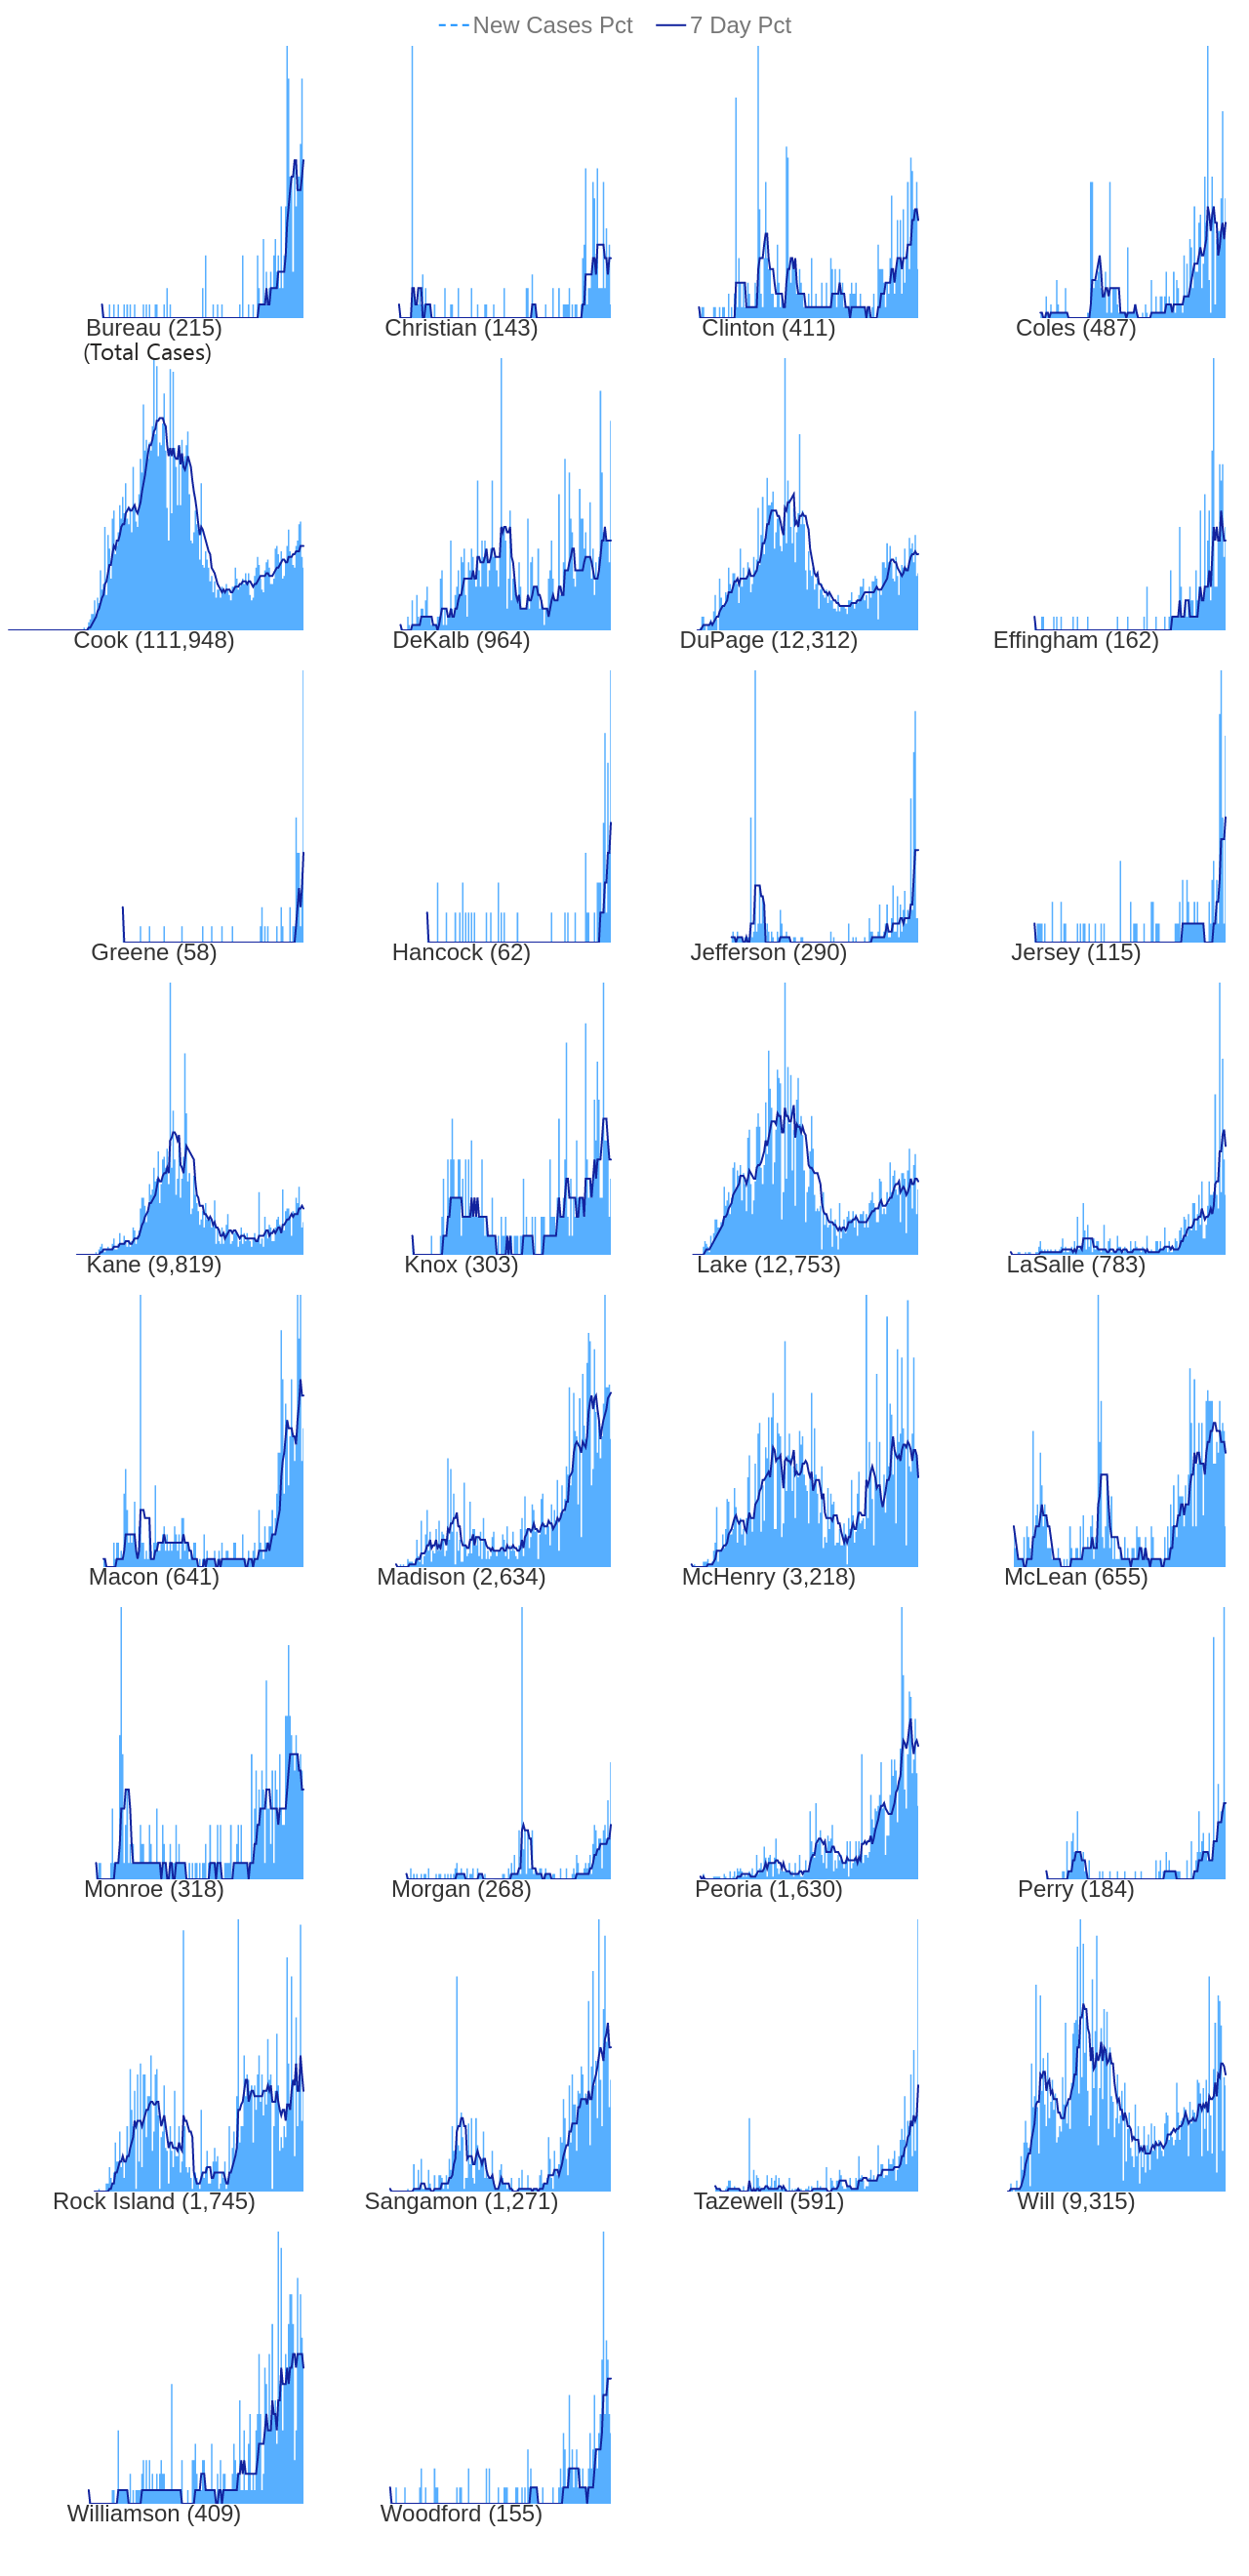 New Cases Pct 7 Day Pct
Bureau (215) Christian (143) Clinton (411) Coles (487)
(Total Cases)
Cook (111,948) DeKalb (964) DuPage (12,312) Effingham (162)
Greene (58) Hancock (62) Jefferson (290) Jersey (115)
Kane (9,819) Knox (303) Lake (12,753) LaSalle (783)
Macon (641) Madison (2,634) McHenry (3,218) McLean (655)
Monroe (318) Morgan (268) Peoria (1,630) Perry (184)
Rock Island (1,745) Sangamon (1,271) Tazewell (591) Will (9,315)
Williamson (409) Woodford (155)